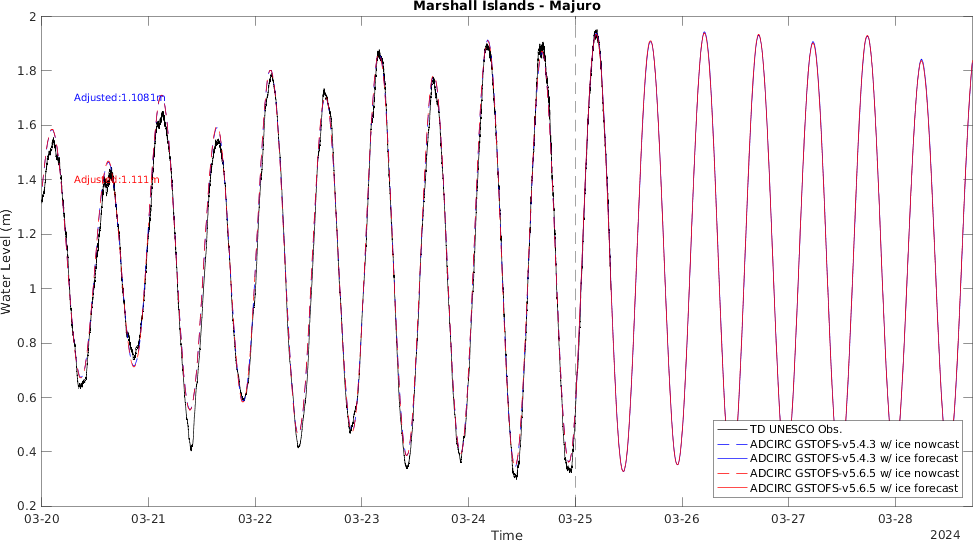 Marshall Islands - Majuro
2
1.8
1.6
1.4
1.2
1
0.8
0.6
0.4
0.2
Water Level (m)
Adjusted:1.1081m
Adjusted:1.111m
TD UNESCO Obs.
ADCIRC GSTOFS-v5.4.3 w/ ice nowcast
ADCIRC GSTOFS-v5.4.3 w/ ice forecast
ADCIRC GSTOFS-v5.6.5 w/ ice nowcast
ADCIRC GSTOFS-v5.6.5 w/ ice forecast
03-20 03-21 03-22 03-23 03-24 03-25 03-26 03-27 03-28
Time
2024